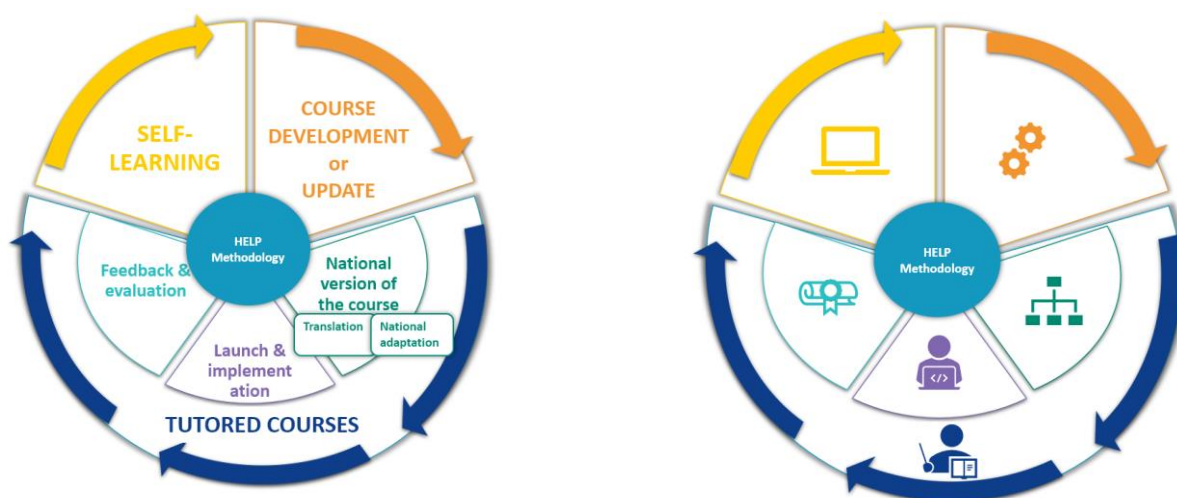 SELF-
LEARNING
COURSE
DEVELOPMENT
or
UPDATE
HELP
Methodology
Feedback &
evaluation
National
version of
the course
Translation
National
adaptation
Launch &
implement
ation
TUTORED COURSES
HELP
Methodology